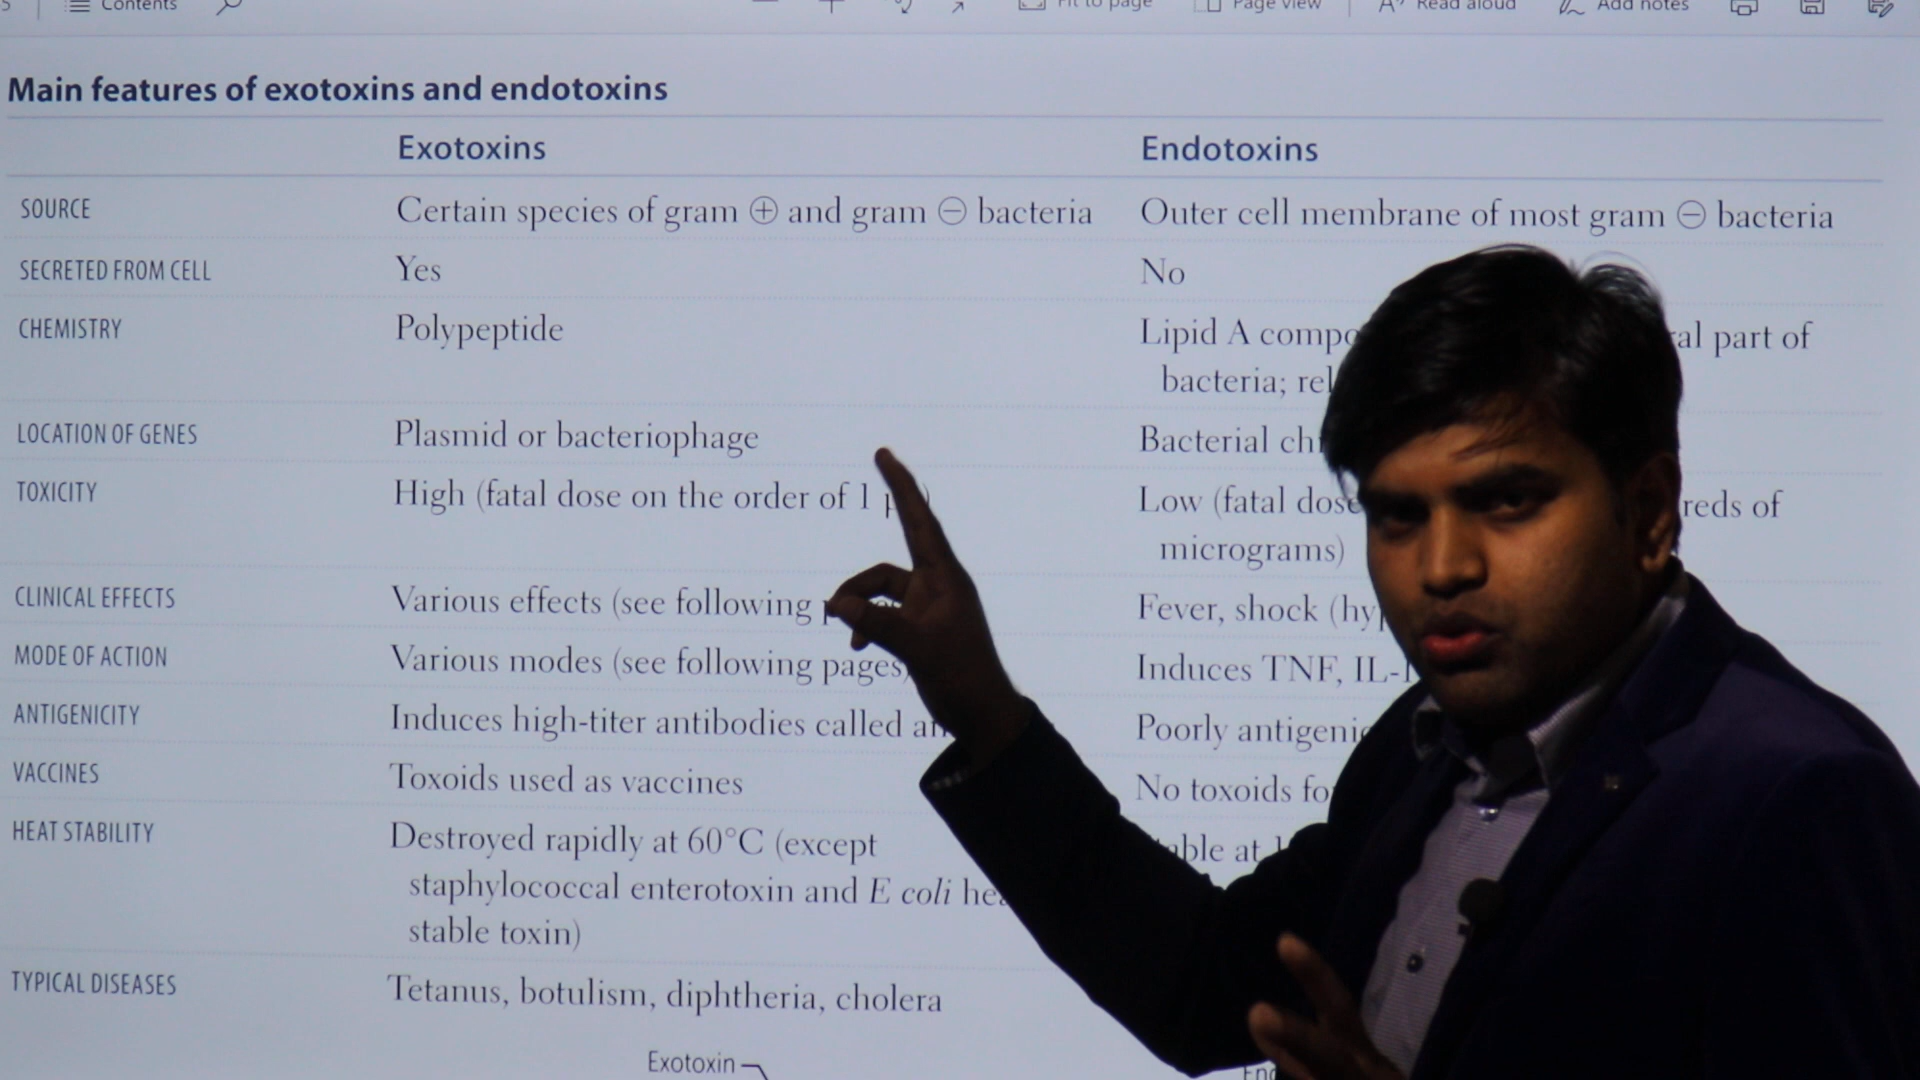 Contents Fit to page Page view Read aloud Add notes
Main features of exotoxins and endotoxins
Exotoxins Endotoxins
SOURCE Certain species of gram ⊕ and gram ⊖ bacteria Outer cell membrane of most gram ⊖ bacteria
SECRETED FROM CELL Yes No
CHEMISTRY Polypeptide Lipid A part of
bacteria;
LOCATION OF GENES Plasmid or bacteriophage Bacterial
TOXICITY High (fatal dose on the order of 1 Low (fatal dose of
micrograms)
CLINICAL EFFECTS Various effects (see following Fever, shock
MODE OF ACTION Various modes (see following pages) Induces TNF,
ANTIGENICITY Induces high-titer antibodies called Poorly
VACCINES Toxoids used as vaccines No toxoids
HEAT STABILITY Destroyed rapidly at 60°C (except at
staphylococcal enterotoxin and E coli
stable toxin)
TYPICAL DISEASES Tetanus, botulism, diphtheria, cholera
Exotoxin